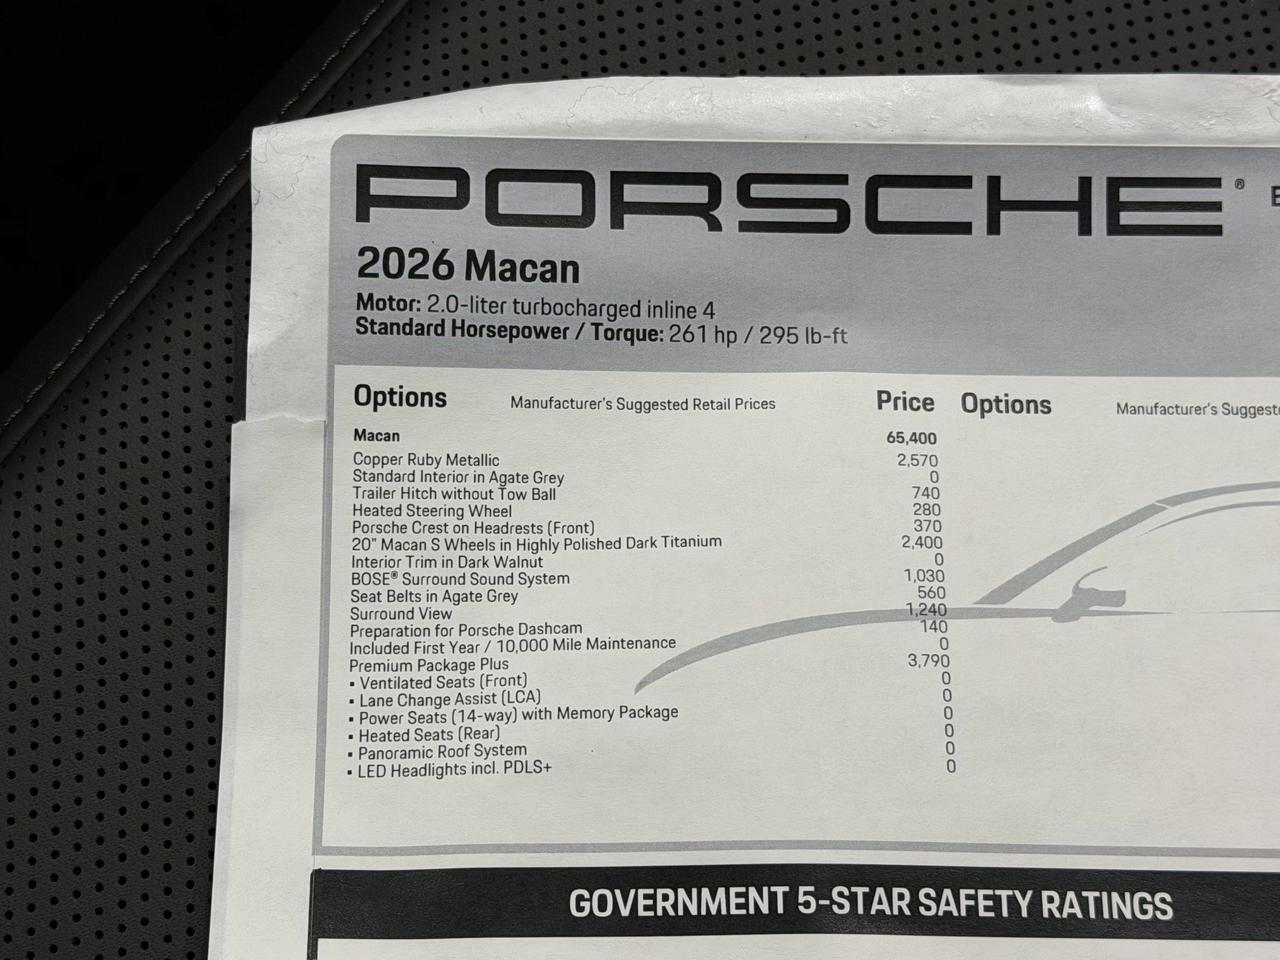 PORSCHE®
2026 Macan
Motor: 2.0-liter turbocharged inline 4
Standard Horsepower / Torque: 261 hp / 295 lb-ft
Options Manufacturer's Suggested Retail Prices Price Options Manufacturer's
Macan 65,400
Copper Ruby Metallic 2,570
Standard Interior in Agate Grey 0
Trailer Hitch without Tow Ball 740
Heated Steering Wheel 280
Porsche Crest on Headrests (Front) 370
20" Macan S Wheels in Highly Polished Dark Titanium 2,400
Interior Trim in Dark Walnut 0
BOSE® Surround Sound System 1,030
Seat Belts in Agate Grey 560
Surround View 1,240
Preparation for Porsche Dashcam 140
Included First Year / 10,000 Mile Maintenance 0
Premium Package Plus 3,790
• Ventilated Seats (Front) 0
• Lane Change Assist (LCA) 0
• Power Seats (14-way) with Memory Package 0
• Heated Seats (Rear) 0
• Panoramic Roof System 0
• LED Headlights incl. PDLS+ 0
GOVERNMENT 5-STAR SAFETY RATINGS